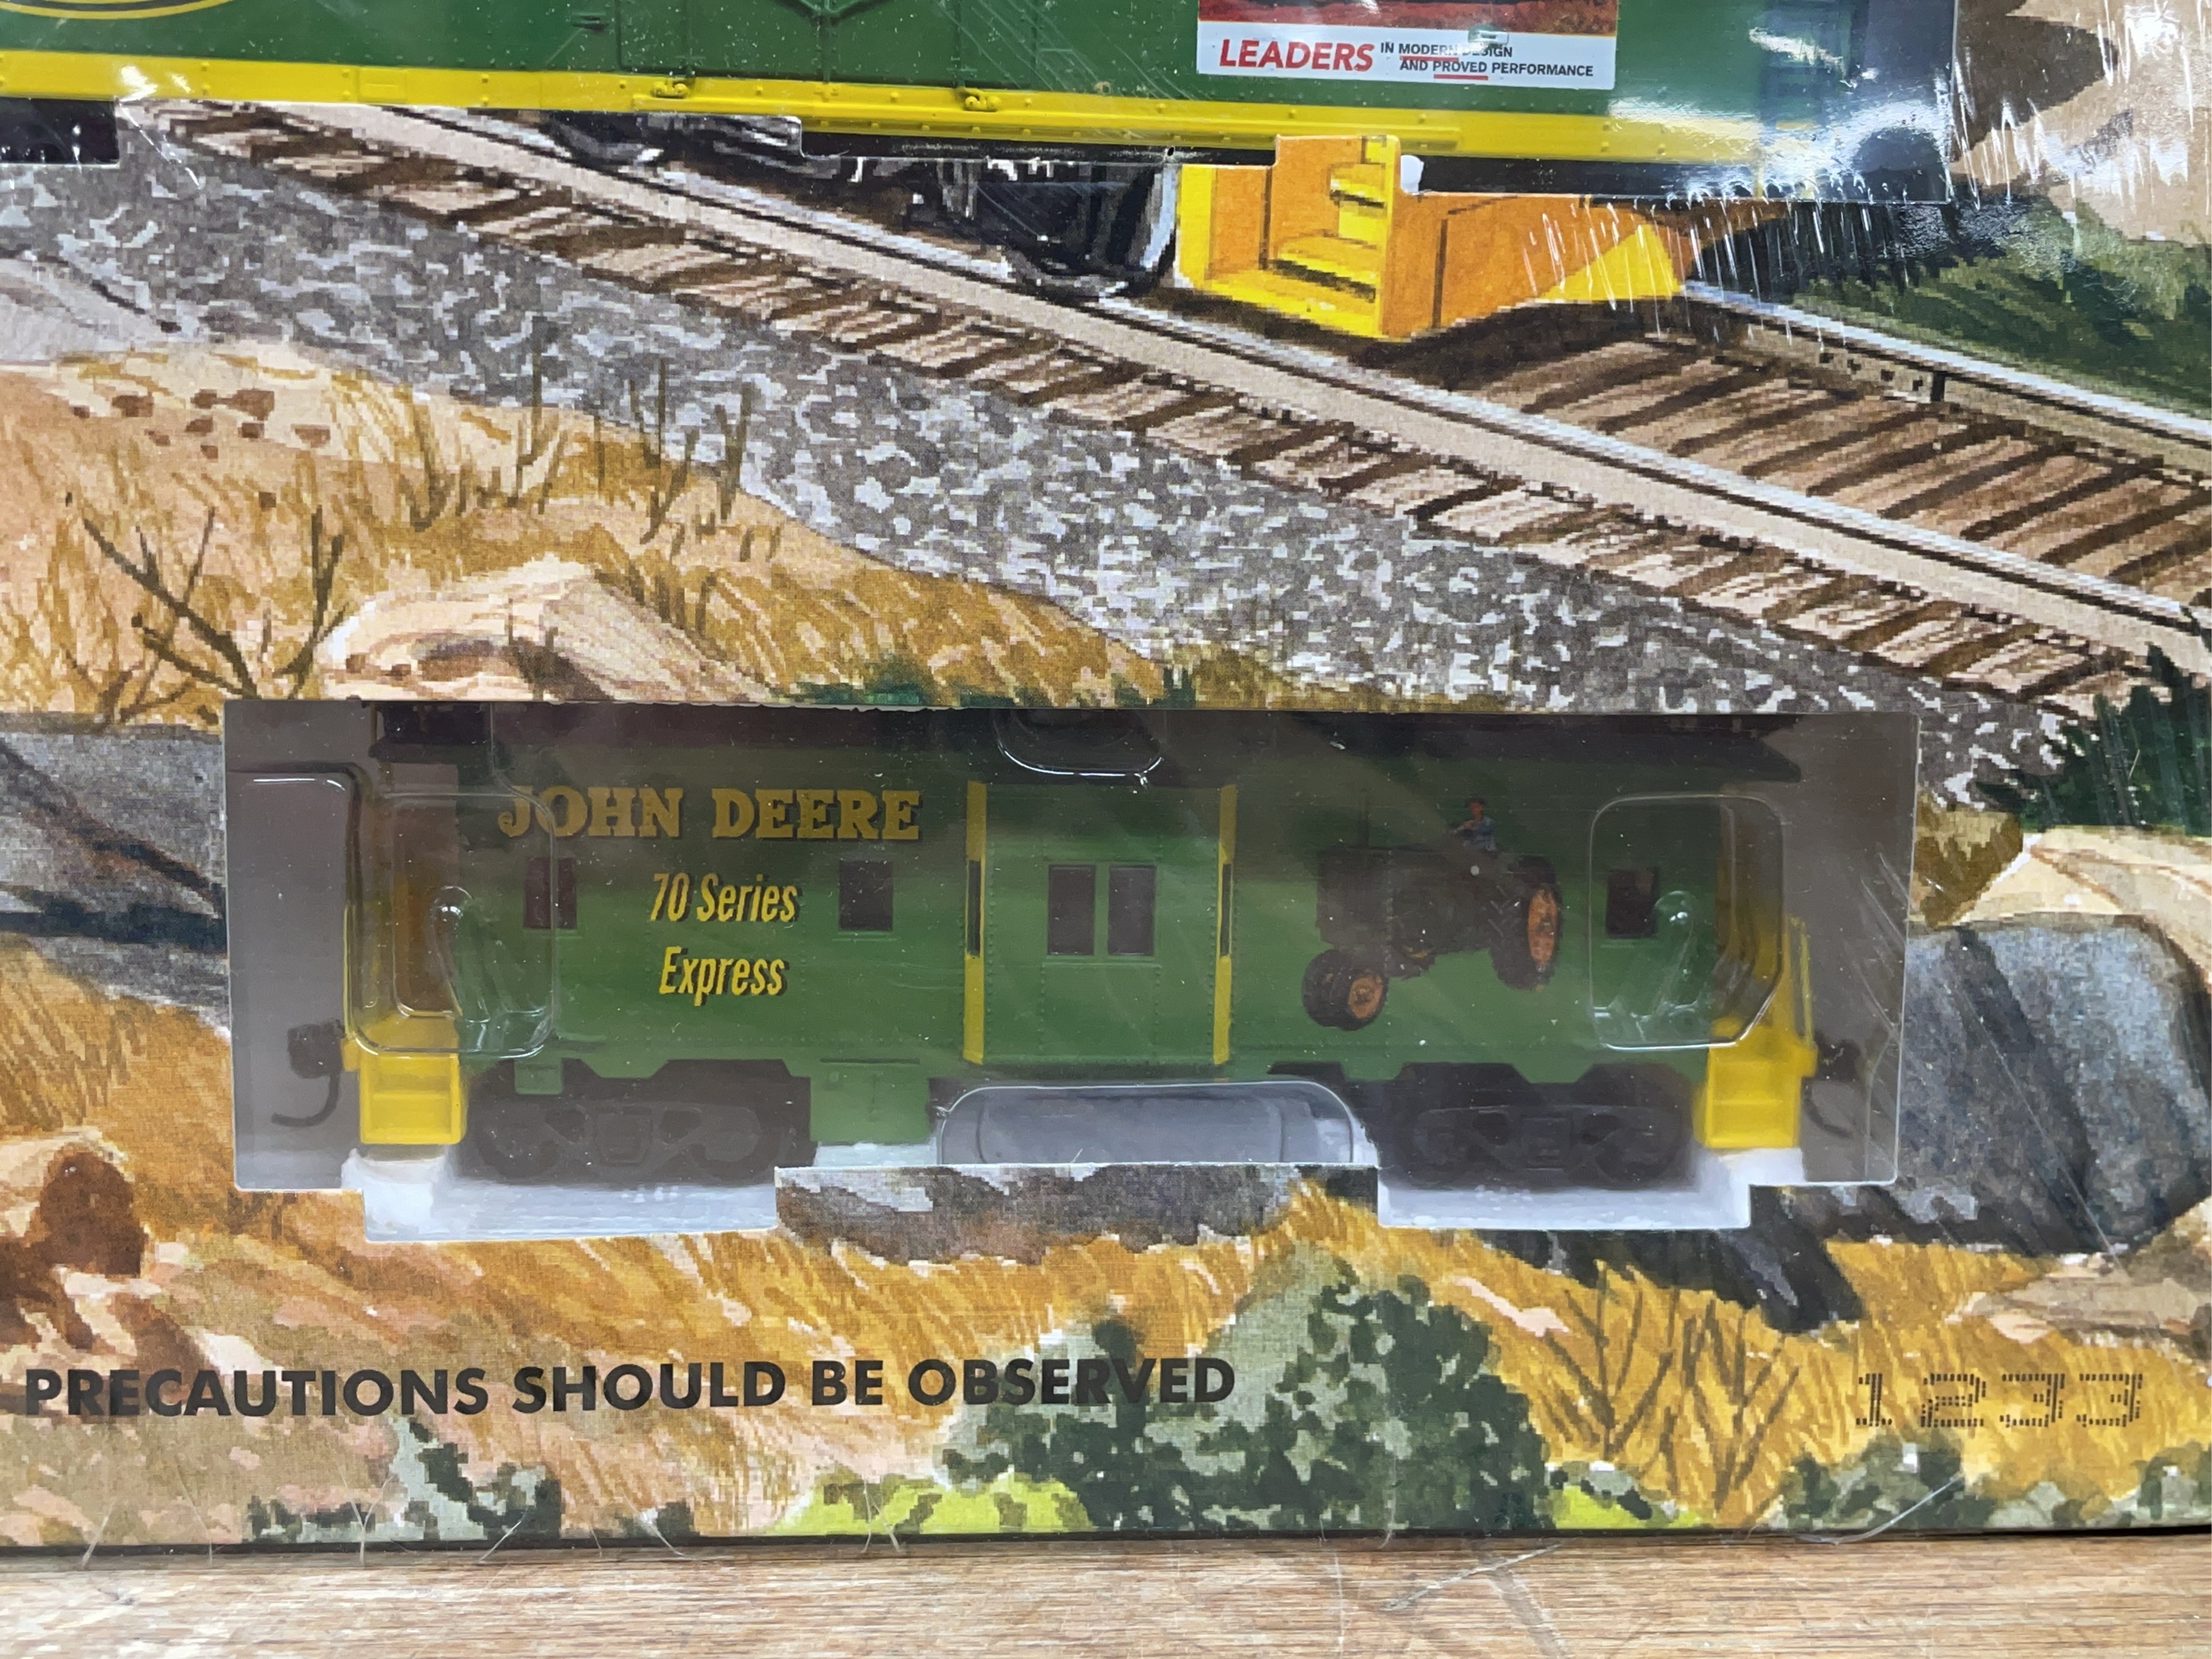 LEADERS IN MODERN DESIGN
AND PROVED PERFORMANCE
JOHN DEERE
70 Series
Express
PRECAUTIONS SHOULD BE OBSERVED
1233